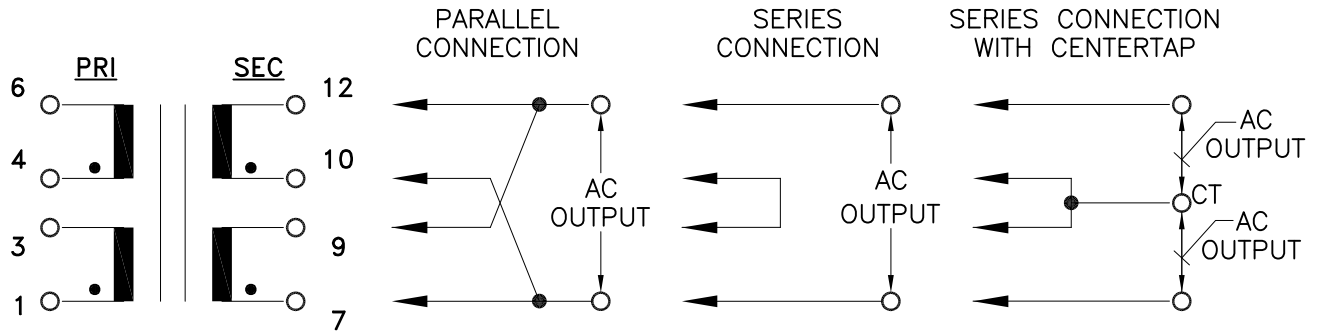 PARALLEL
CONNECTION
SERIES
CONNECTION
SERIES CONNECTION
WITH CENTERTAP
PRI
SEC
6
12
4
10
3
9
1
7
AC
OUTPUT
AC
OUTPUT
AC
OUTPUT
CT
AC
OUTPUT